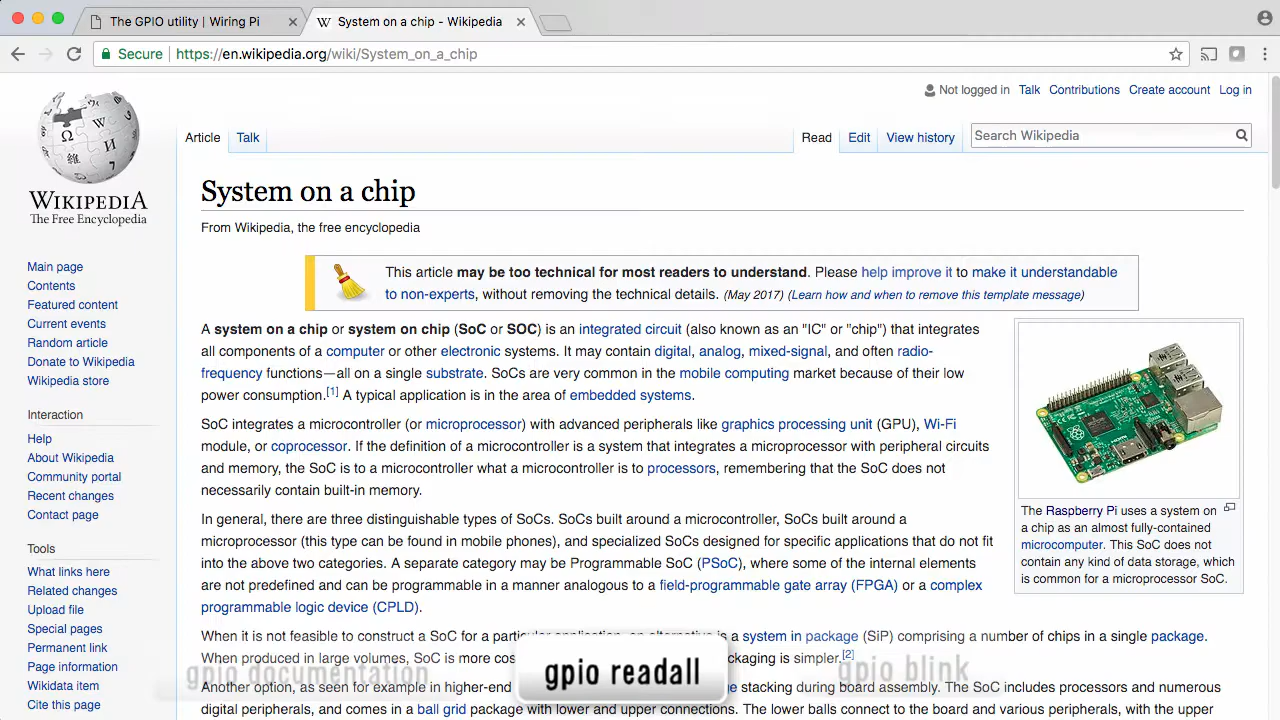 The GPIO utility | Wiring Pi
System on a chip - Wikipedia
Secure
https://en.wikipedia.org/wiki/System_on_a_chip
Not logged in Talk Contributions Create account Log in
Article Talk Read Edit View history Search Wikipedia
WIKIPEDIA
The Free Encyclopedia
Main page
Contents
Featured content
Current events
Random article
Donate to Wikipedia
Wikipedia store
Interaction
Help
About Wikipedia
Community portal
Recent changes
Contact page
Tools
What links here
Related changes
Upload file
Special pages
Permanent link
Page information
Wikidata item
Cite this page
System on a chip
From Wikipedia, the free encyclopedia
This article may be too technical for most readers to understand. Please help improve it to make it understandable
to non-experts, without removing the technical details. (May 2017) (Learn how and when to remove this template message)
A system on a chip or system on chip (SoC or SOC) is an integrated circuit (also known as an "IC" or "chip") that integrates
all components of a computer or other electronic systems. It may contain digital, analog, mixed-signal, and often radio-
frequency functions—all on a single substrate. SoCs are very common in the mobile computing market because of their low
power consumption.[1] A typical application is in the area of embedded systems.
SoC integrates a microcontroller (or microprocessor) with advanced peripherals like graphics processing unit (GPU), Wi-Fi
module, or coprocessor. If the definition of a microcontroller is a system that integrates a microprocessor with peripheral circuits
and memory, the SoC is to a microcontroller what a microcontroller is to processors, remembering that the SoC does not
necessarily contain built-in memory.
In general, there are three distinguishable types of SoCs. SoCs built around a microcontroller, SoCs built around a
microprocessor (this type can be found in mobile phones), and specialized SoCs designed for specific applications that do not fit
into the above two categories. A separate category may be Programmable SoC (PSoC), where some of the internal elements
are not predefined and can be programmable in a manner analogous to a field-programmable gate array (FPGA) or a complex
programmable logic device (CPLD).
The Raspberry Pi uses a system on
a chip as an almost fully-contained
microcomputer. This SoC does not
contain any kind of data storage, which
is common for a microprocessor SoC.
When it is not feasible to construct a SoC for a particular application, an alternative is a system in package (SiP) comprising a number of chips in a single package.
When produced in large volumes, SoC is more simpler.[2]
Another option, as seen for example in higher-end stacking during board assembly. The SoC includes processors and numerous
digital peripherals, and comes in a ball grid package with lower and upper connections. The lower balls connect to the board and various peripherals, with the upper
gpio documentation
gpio readall
gpio blink